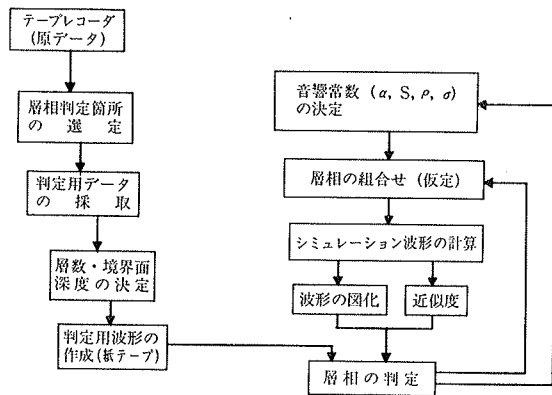 テープレコーダ
(原データ)
層相判定箇所
の選定
判定用データ
の採取
層数・境界面
深度の決定
判定用波形の
作成(紙テープ)
音響常数(α, S, ρ, σ)
の決定
層相の組合せ(仮定)
シミュレーション波形の計算
波形の図化
近似度
層相の判定